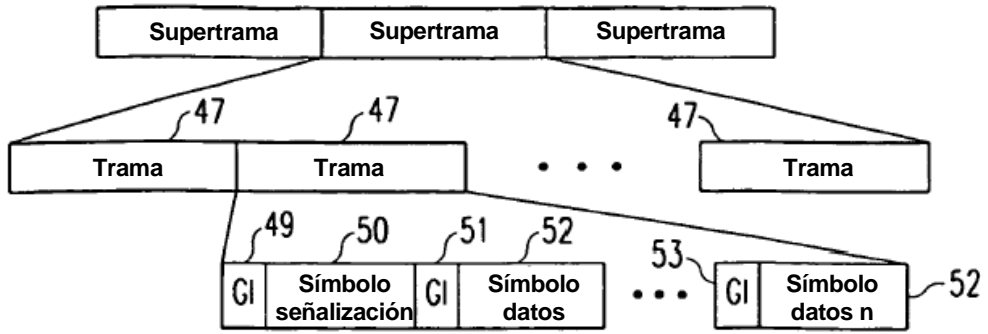 Supertrama Supertrama Supertrama
47 47 47
Trama Trama Trama
49 50 51 52 53
GI Símbolo señalización GI Símbolo datos GI Símbolo datos n 52